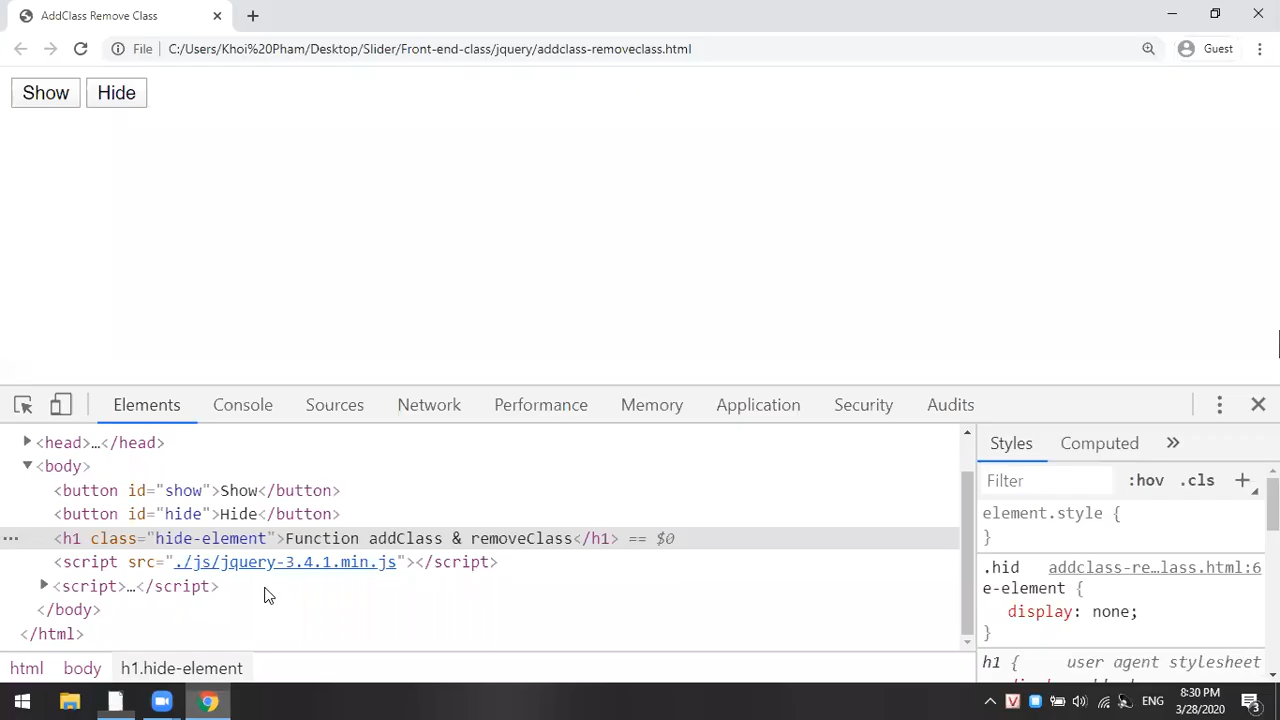 AddClass Remove Class
File C:/Users/Khoi%20Pham/Desktop/Slider/Front-end-class/jquery/addclass-removeclass.html Guest
Show Hide
Elements Console Sources Network Performance Memory Application Security Audits
<head>…</head>
<body>
<button id="show">Show</button>
<button id="hide">Hide</button>
<h1 class="hide-element">Function addClass & removeClass</h1> == $0
<script src="./js/jquery-3.4.1.min.js"></script>
<script>…</script>
</body>
</html>
html body h1.hide-element
Styles Computed »
Filter :hov .cls +
element.style {
}
.hid addclass-re…lass.html:6
e-element {
display: none;
}
h1 { user agent stylesheet
ENG
8:30 PM
3/28/2020
3